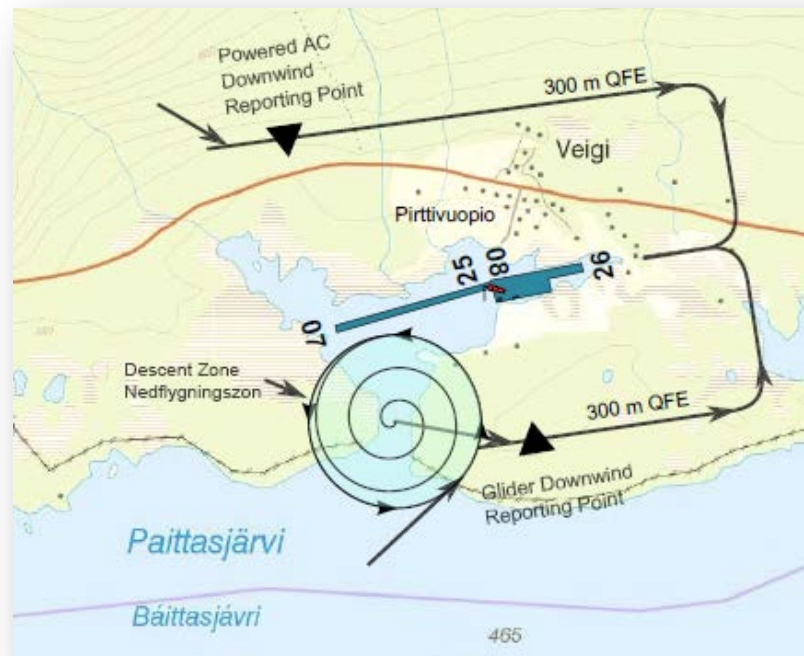 Powered AC
Downwind
Reporting Point
300 m QFE
Veigi
Pirttivuopio
25
08
26
07
Descent Zone
Nedflygningszon
300 m QFE
Glider Downwind
Reporting Point
Paittasjärvi
Báittasjávri
465